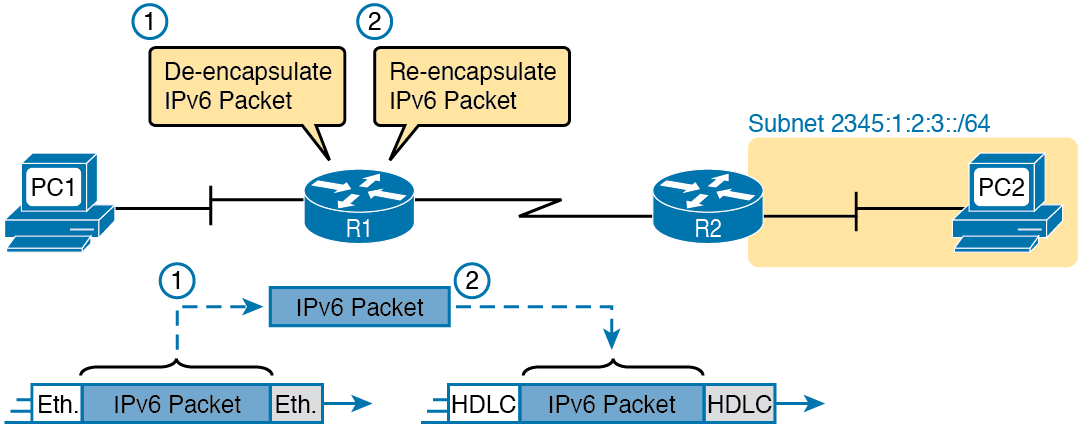 1
2
De-encapsulate
IPv6 Packet
Re-encapsulate
IPv6 Packet
Subnet 2345:1:2:3::/64
PC1
R1
R2
PC2
1
IPv6 Packet
2
Eth. IPv6 Packet Eth.
HDLC IPv6 Packet HDLC